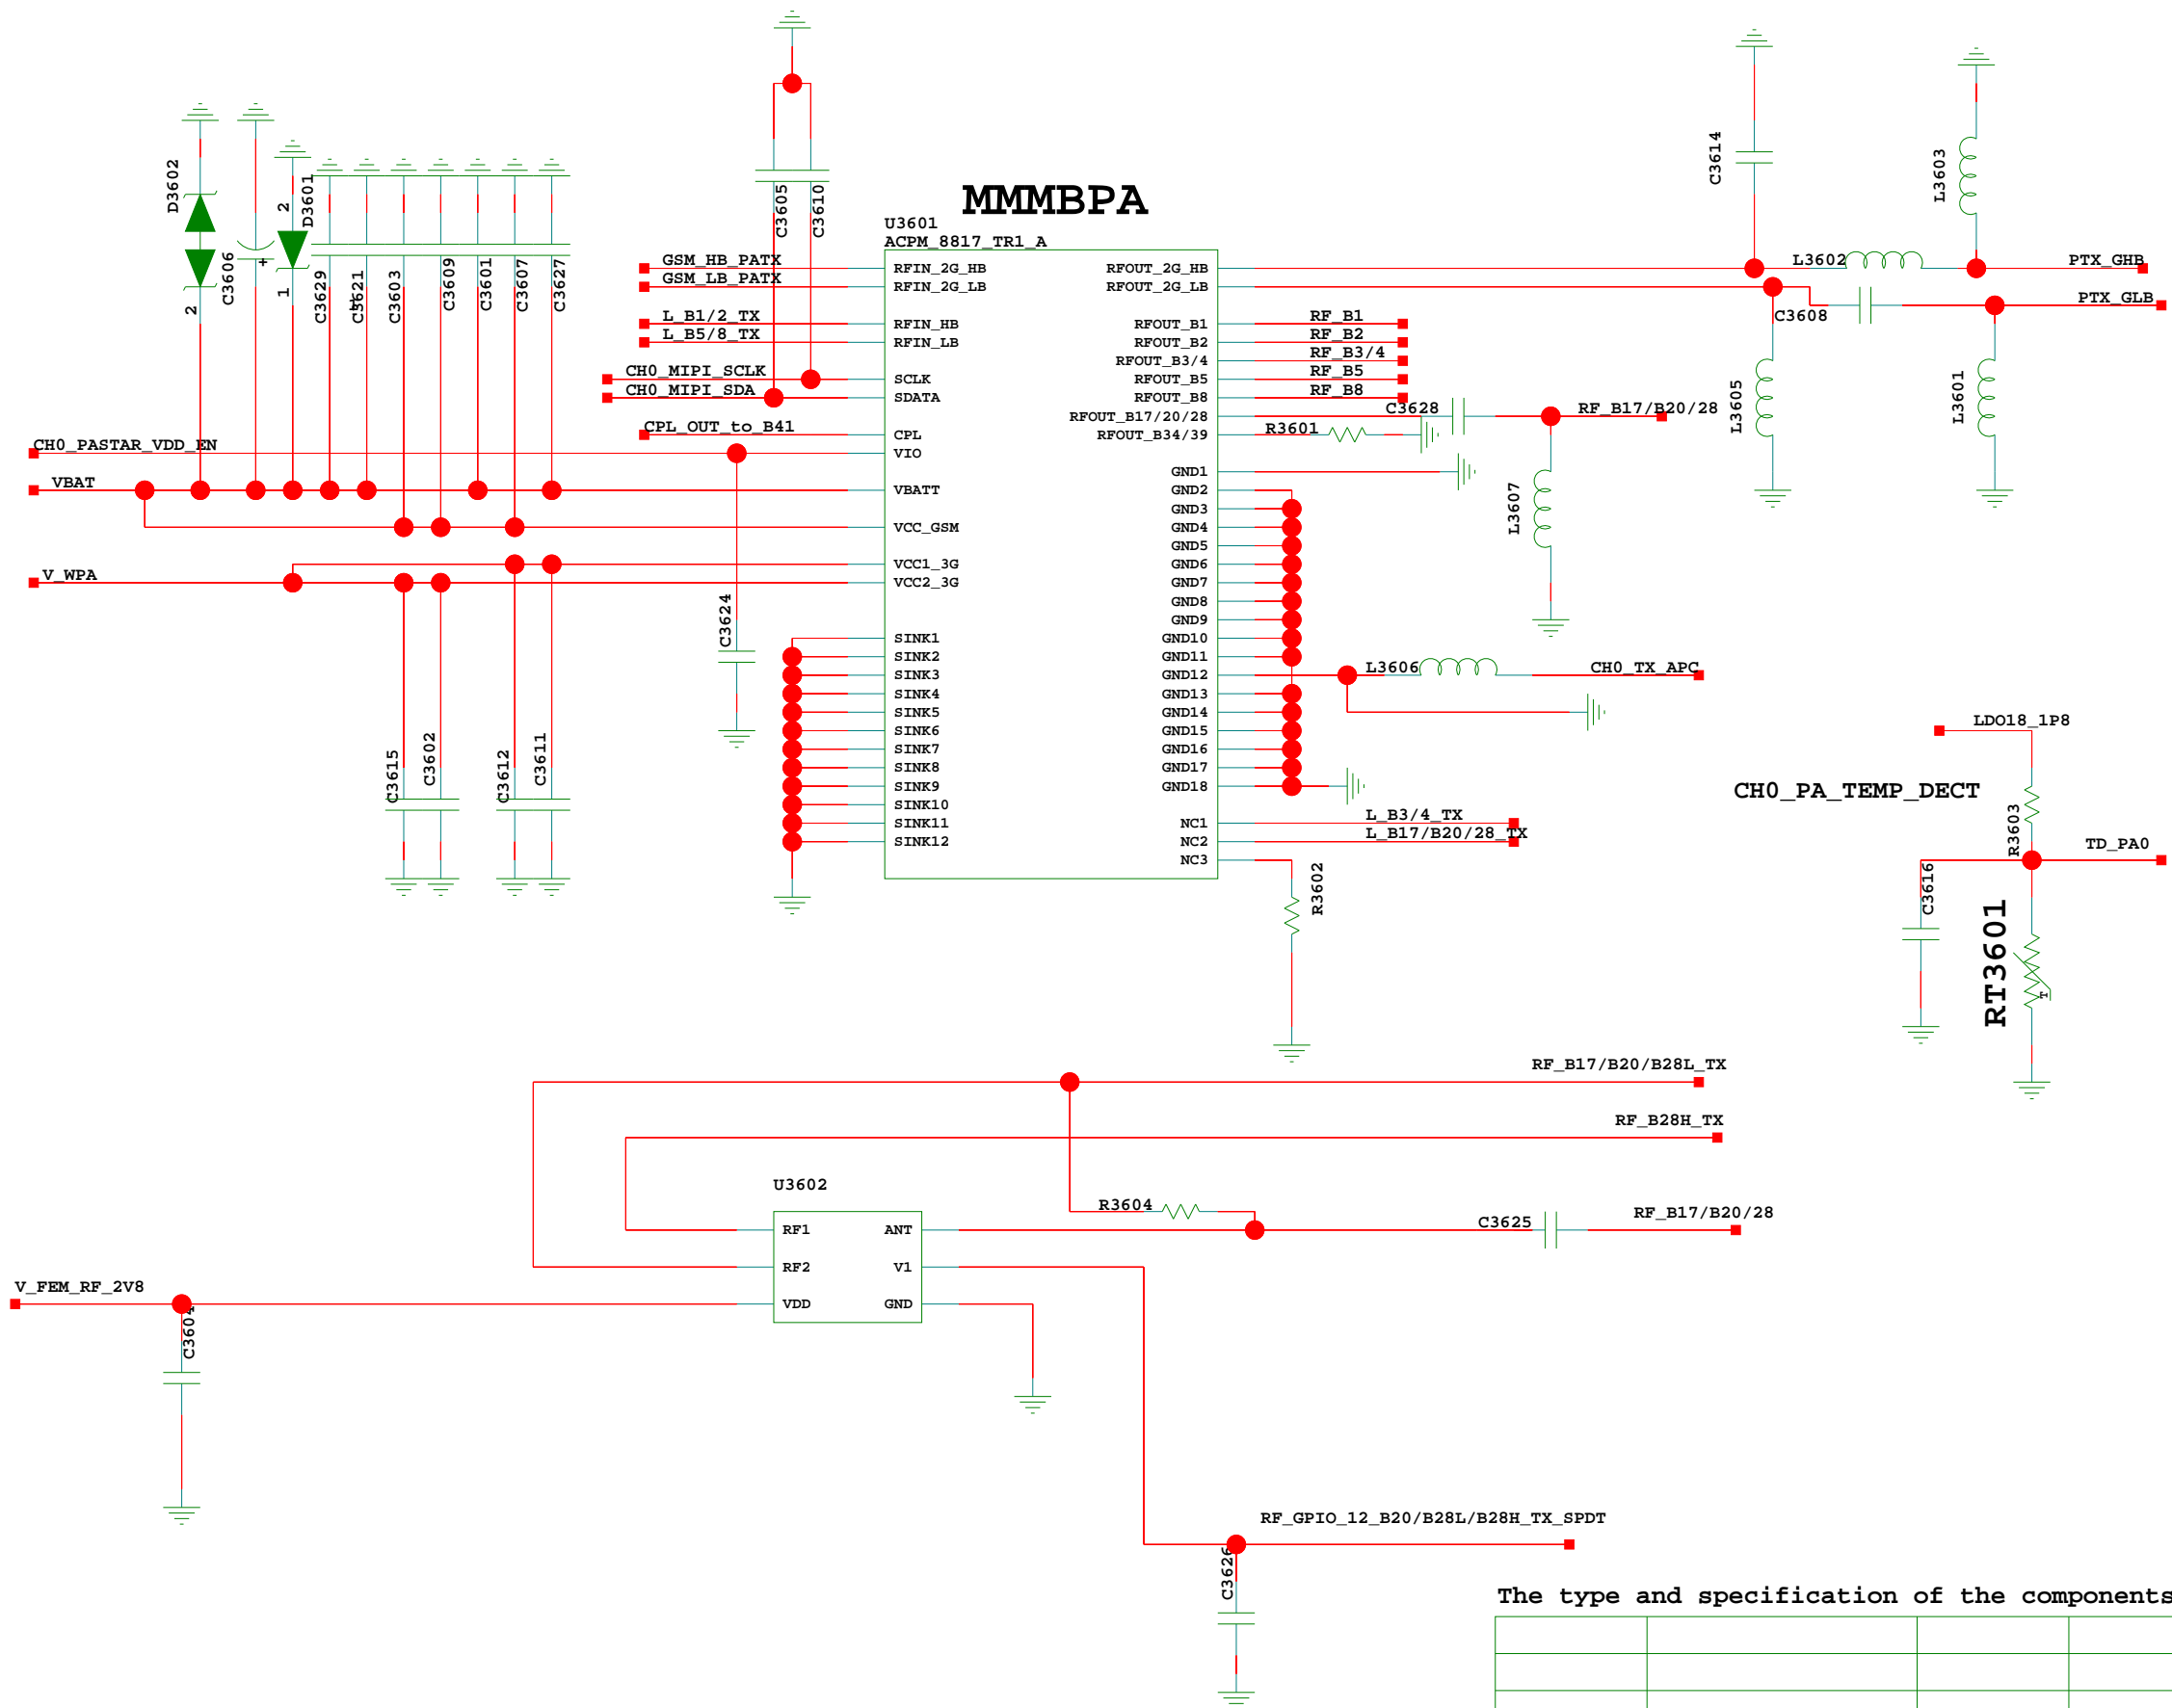 MMMBPA
U3601
ACPM_8817_TR1_A
D3602
2
C3606
+
2
D3601
1
C3629
C3621
C3603
C3609
C3601
C3607
C3627
C3605
C3610
GSM_HB_PATX
GSM_LB_PATX
L_B1/2_TX
L_B5/8_TX
CH0_MIPI_SCLK
CH0_MIPI_SDA
CPL_OUT_to_B41
CH0_PASTAR_VDD_EN
VBAT
V_WPA
RFIN_2G_HB
RFIN_2G_LB
RFIN_HB
RFIN_LB
SCLK
SDATA
CPL
VIO
VBATT
VCC_GSM
VCC1_3G
VCC2_3G
SINK1
SINK2
SINK3
SINK4
SINK5
SINK6
SINK7
SINK8
SINK9
SINK10
SINK11
SINK12
RFOUT_2G_HB
RFOUT_2G_LB
RFOUT_B1
RFOUT_B2
RFOUT_B3/4
RFOUT_B5
RFOUT_B8
RFOUT_B17/20/28
RFOUT_B34/39
GND1
GND2
GND3
GND4
GND5
GND6
GND7
GND8
GND9
GND10
GND11
GND12
GND13
GND14
GND15
GND16
GND17
GND18
NC1
NC2
NC3
RF_B1
RF_B2
RF_B3/4
RF_B5
RF_B8
C3628
RF_B17/B20/28
R3601
L3607
L3606
CH0_TX_APC
L_B3/4_TX
L_B17/B20/28_TX
R3602
C3614
L3603
L3602
PTX_GHB
C3608
PTX_GLB
L3605
L3601
C3624
C3615
C3602
C3612
C3611
LDO18_1P8
CH0_PA_TEMP_DECT
R3603
TD_PA0
C3616
RT3601
T
RF_B17/B20/B28L_TX
RF_B28H_TX
U3602
RF1
RF2
VDD
ANT
V1
GND
R3604
C3625
RF_B17/B20/28
V_FEM_RF_2V8
C3604
RF_GPIO_12_B20/B28L/B28H_TX_SPDT
C3626
The type and specification of the components